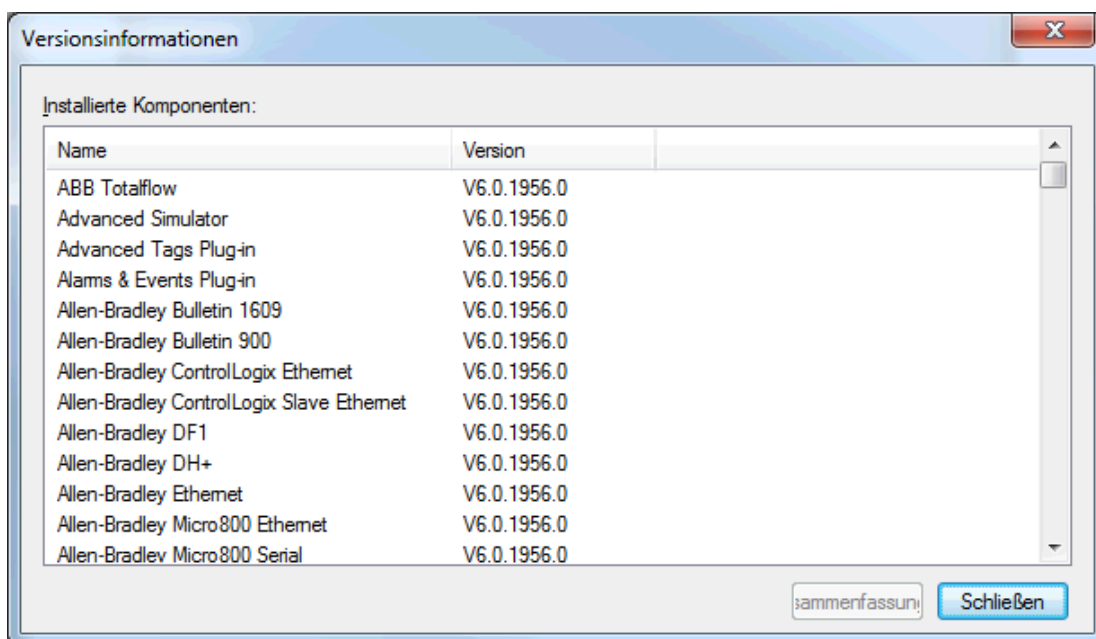 Versionsinformationen
Installierte Komponenten:
Name Version
ABB Totalflow V6.0.1956.0
Advanced Simulator V6.0.1956.0
Advanced Tags Plug-in V6.0.1956.0
Alarms & Events Plug-in V6.0.1956.0
Allen-Bradley Bulletin 1609 V6.0.1956.0
Allen-Bradley Bulletin 900 V6.0.1956.0
Allen-Bradley ControlLogix Ethernet V6.0.1956.0
Allen-Bradley ControlLogix Slave Ethernet V6.0.1956.0
Allen-Bradley DF1 V6.0.1956.0
Allen-Bradley DH+ V6.0.1956.0
Allen-Bradley Ethernet V6.0.1956.0
Allen-Bradley Micro800 Ethernet V6.0.1956.0
Allen-Bradley Micro800 Serial V6.0.1956.0
sammenfassung Schließen